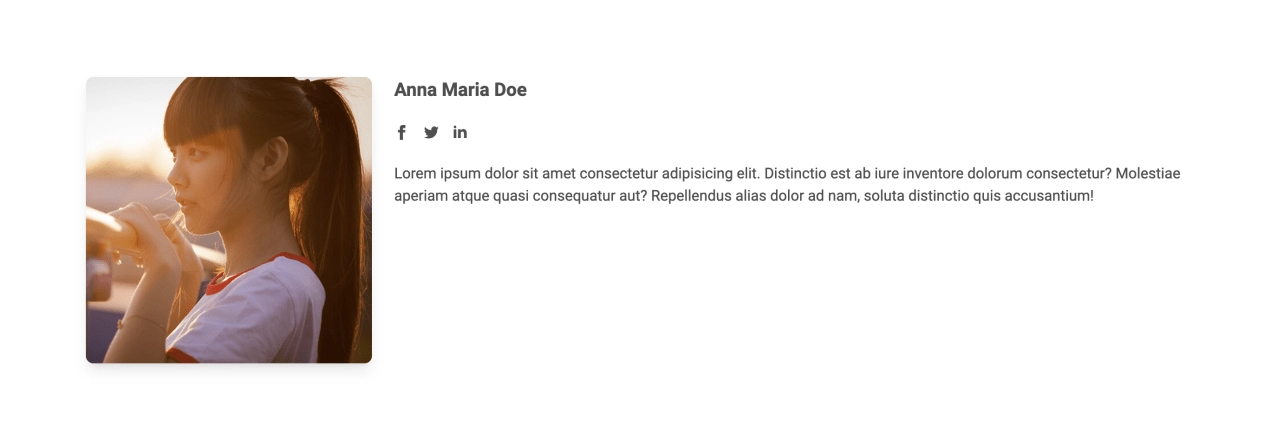 Anna Maria Doe
Lorem ipsum dolor sit amet consectetur adipisicing elit. Distinctio est ab iure inventore dolorum consectetur? Molestiae
aperiam atque quasi consequatur aut? Repellendus alias dolor ad nam, soluta distinctio quis accusantium!